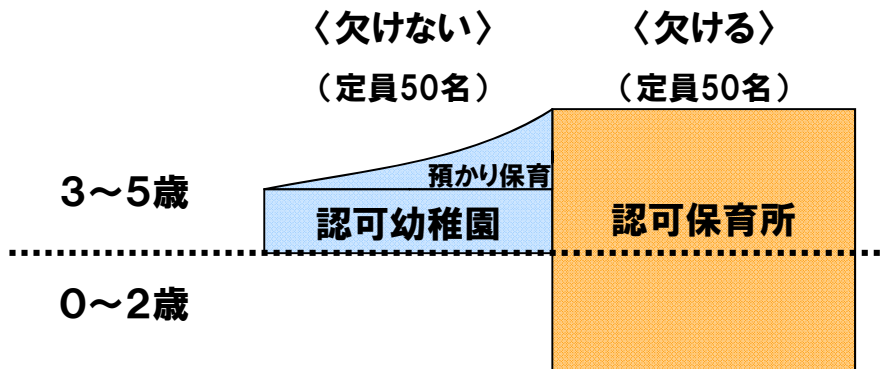 〈欠けない〉 〈欠ける〉
（定員50名） （定員50名）
預かり保育
3～5歳
認可幼稚園 認可保育所
0～2歳